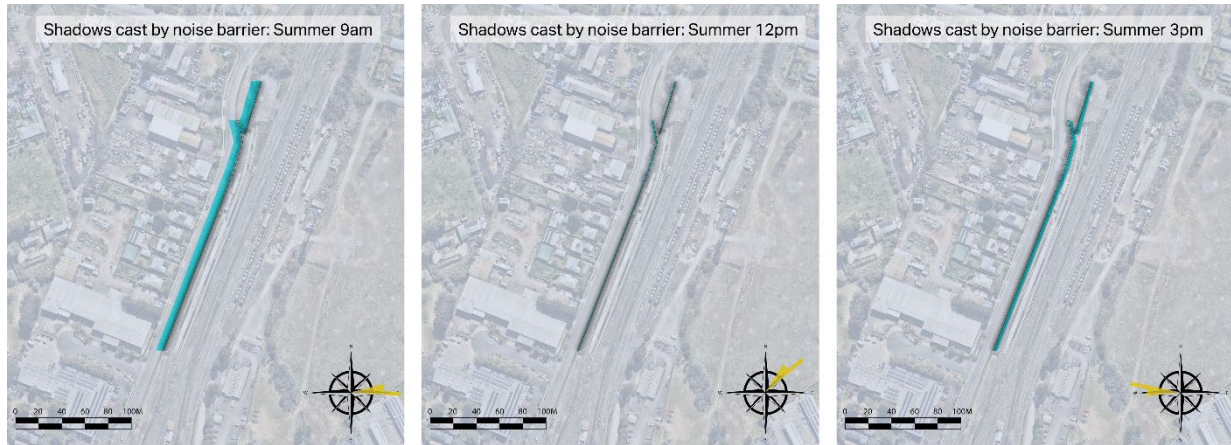 Shadows cast by noise barrier: Summer 9am
Shadows cast by noise barrier: Summer 12pm
Shadows cast by noise barrier: Summer 3pm
N
W
S
N
W
E
S
N
W
E
S
0 20 40 60 80 100M
0 20 40 60 80 100M
0 20 40 60 80 100M